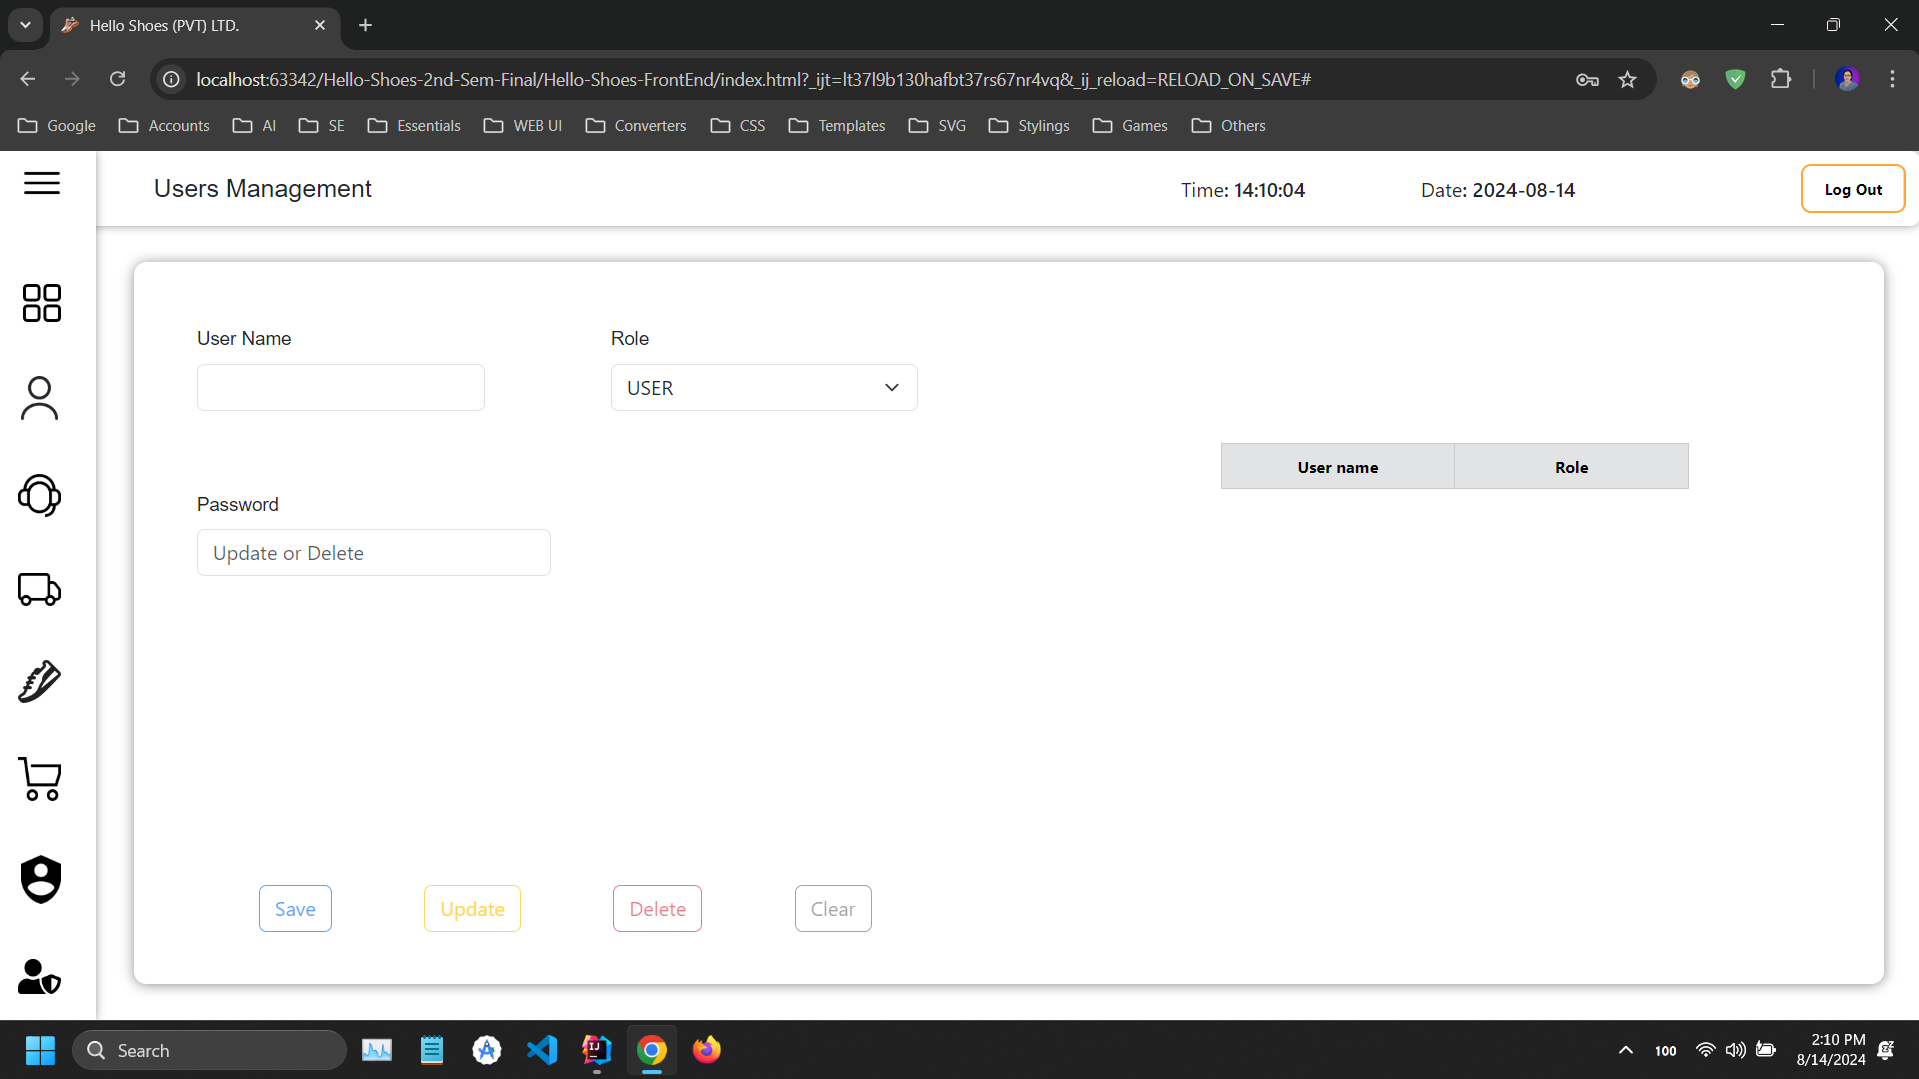 Hello Shoes (PVT) LTD.
localhost:63342/Hello-Shoes-2nd-Sem-Final/Hello-Shoes-FrontEnd/index.html?_ijt=lt37l9b130hafbt37rs67nr4vq&_ij_reload=RELOAD_ON_SAVE#
Google Accounts AI SE Essentials WEB UI Converters CSS Templates SVG Stylings Games Others
Users Management Time: 14:10:04 Date: 2024-08-14 Log Out
User Name Role
USER
User name Role
Password
Update or Delete
Save Update Delete Clear
Search
100
2:10 PM
8/14/2024